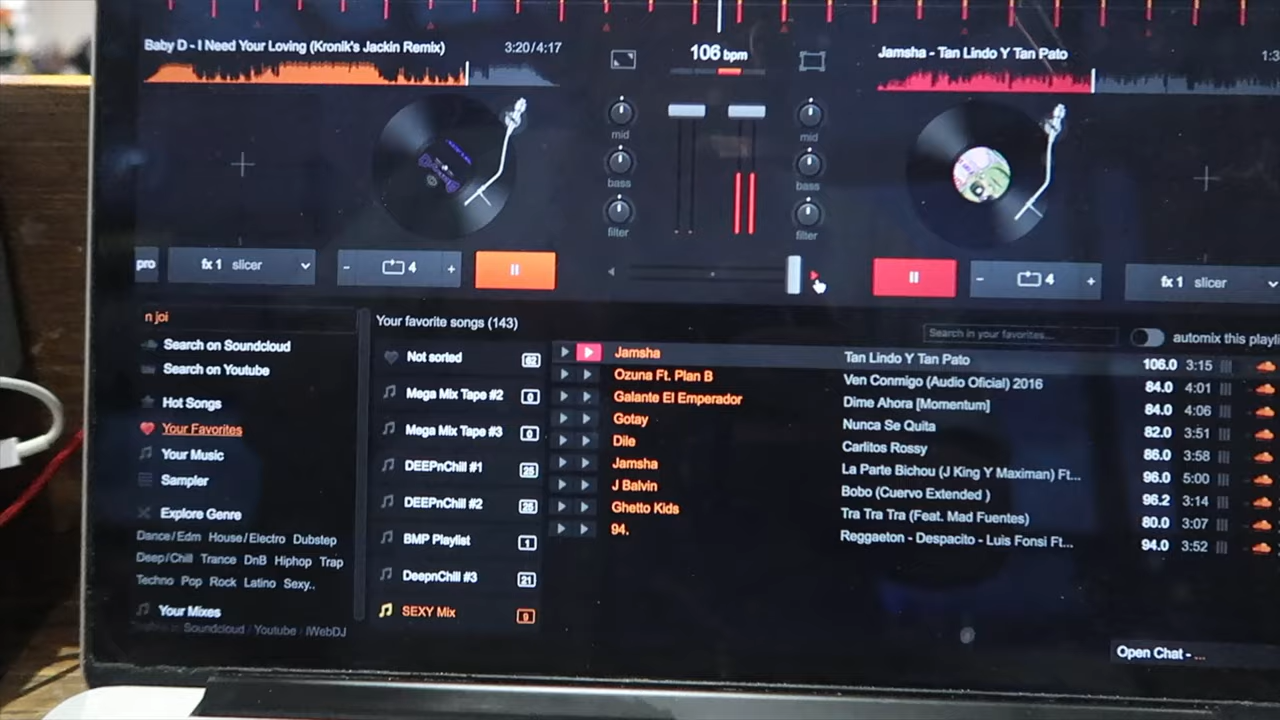 Baby D - I Need Your Loving (Kronik's Jackin Remix) 3:20/4:17
106 bpm
Jamsha - Tan Lindo Y Tan Pato
mid mid
bass bass
filter filter
pro fx 1 slicer - 4 +
- 4 + fx 1 slicer
n joi
Search on Soundcloud
Search on Youtube
Hot Songs
Your Favorites
Your Music
Sampler
Explore Genre
Dance/Edm House/Electro Dubstep
Deep/Chill Trance DnB Hiphop Trap
Techno Pop Rock Latino Sexy..
Your Mixes
Soundcloud / Youtube / iWebDJ
Your favorite songs (143)
Search in your favorites...
Not sorted 62
Mega Mix Tape #2 0
Mega Mix Tape #3 0
DEEPnChill #1 25
DEEPnChill #2 25
BMP Playlist 1
DeepnChill #3 21
SEXY Mix 9
automix this playli
Jamsha Tan Lindo Y Tan Pato 106.0 3:15
Ozuna Ft. Plan B Ven Conmigo (Audio Oficial) 2016 84.0 4:01
Galante El Emperador Dime Ahora [Momentum] 84.0 4:06
Gotay Nunca Se Quita 82.0 3:51
Dile Carlitos Rossy 86.0 3:58
Jamsha La Parte Bichou (J King Y Maximan) Ft... 96.0 5:00
J Balvin Bobo (Cuervo Extended ) 96.2 3:14
Ghetto Kids Tra Tra Tra (Feat. Mad Fuentes) 80.0 3:07
94. Reggaeton - Despacito - Luis Fonsi Ft... 94.0 3:52
Open Chat - ...